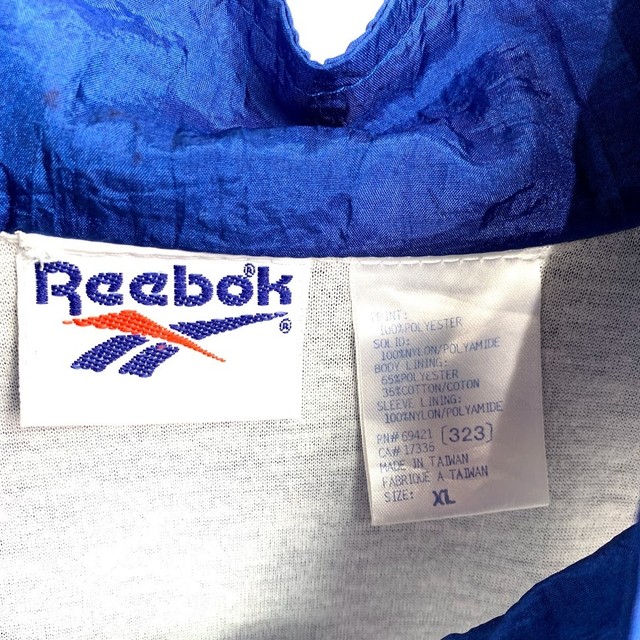 Reebok®
®
PRINT:
100%POLYESTER
SOLID:
100%NYLON/POLYAMIDE
BODY LINING:
65%POLYESTER
35%COTTON/COTON
SLEEVE LINING:
100%NYLON/POLYAMIDE
RN# 69421 (323)
CA# 17335
MADE IN TAIWAN
FABRIQUE A TAIWAN
SIZE: XL